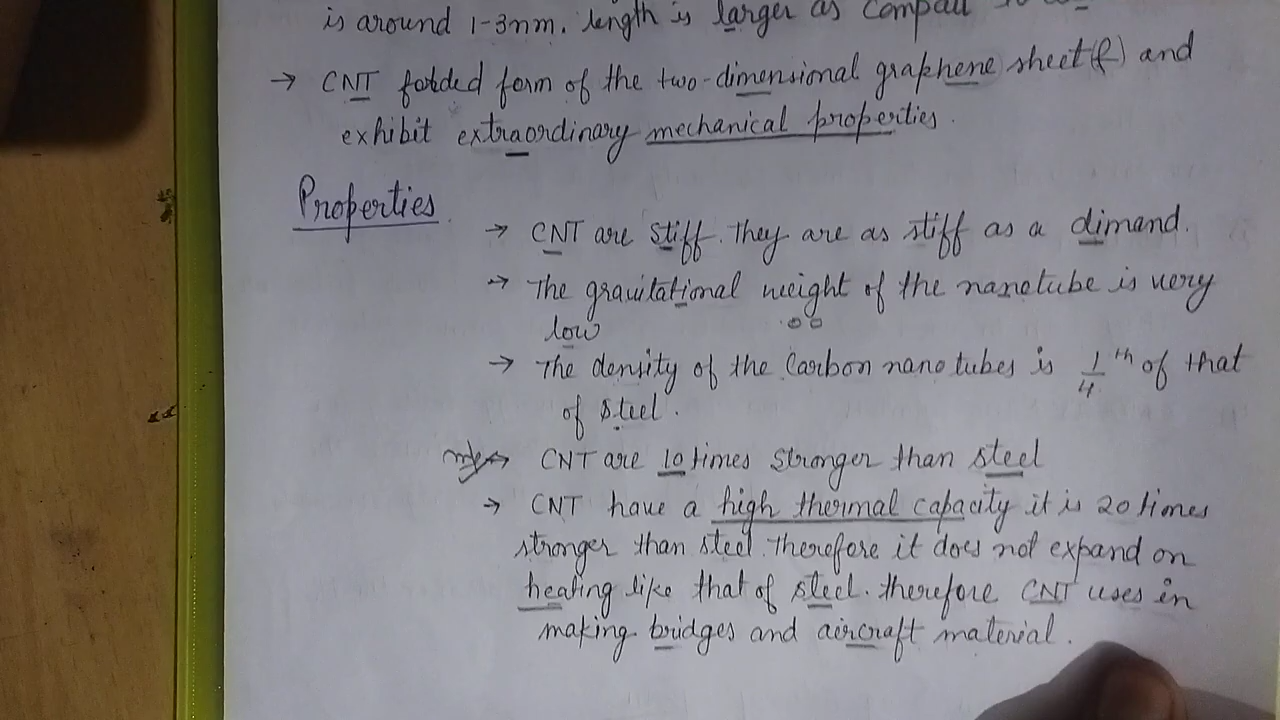 is around 1-3nm. length is larger as
→ CNT folded form of the two-dimensional graphene sheet(f) and
exhibit extraordinary mechanical properties.
Properties
→ CNT are stiff. they are as stiff as a dimand.
→ The gravitational weight of the nanotube is very
low
→ The density of the Carbon nano tubes is 1/4 th of that
of steel.
→ CNT are 10 times stronger than steel
→ CNT have a high thermal capacity it is 20 times
stronger than steel. therefore it does not expand on
heating like that of steel. therefore CNT uses in
making bridges and aircraft material.